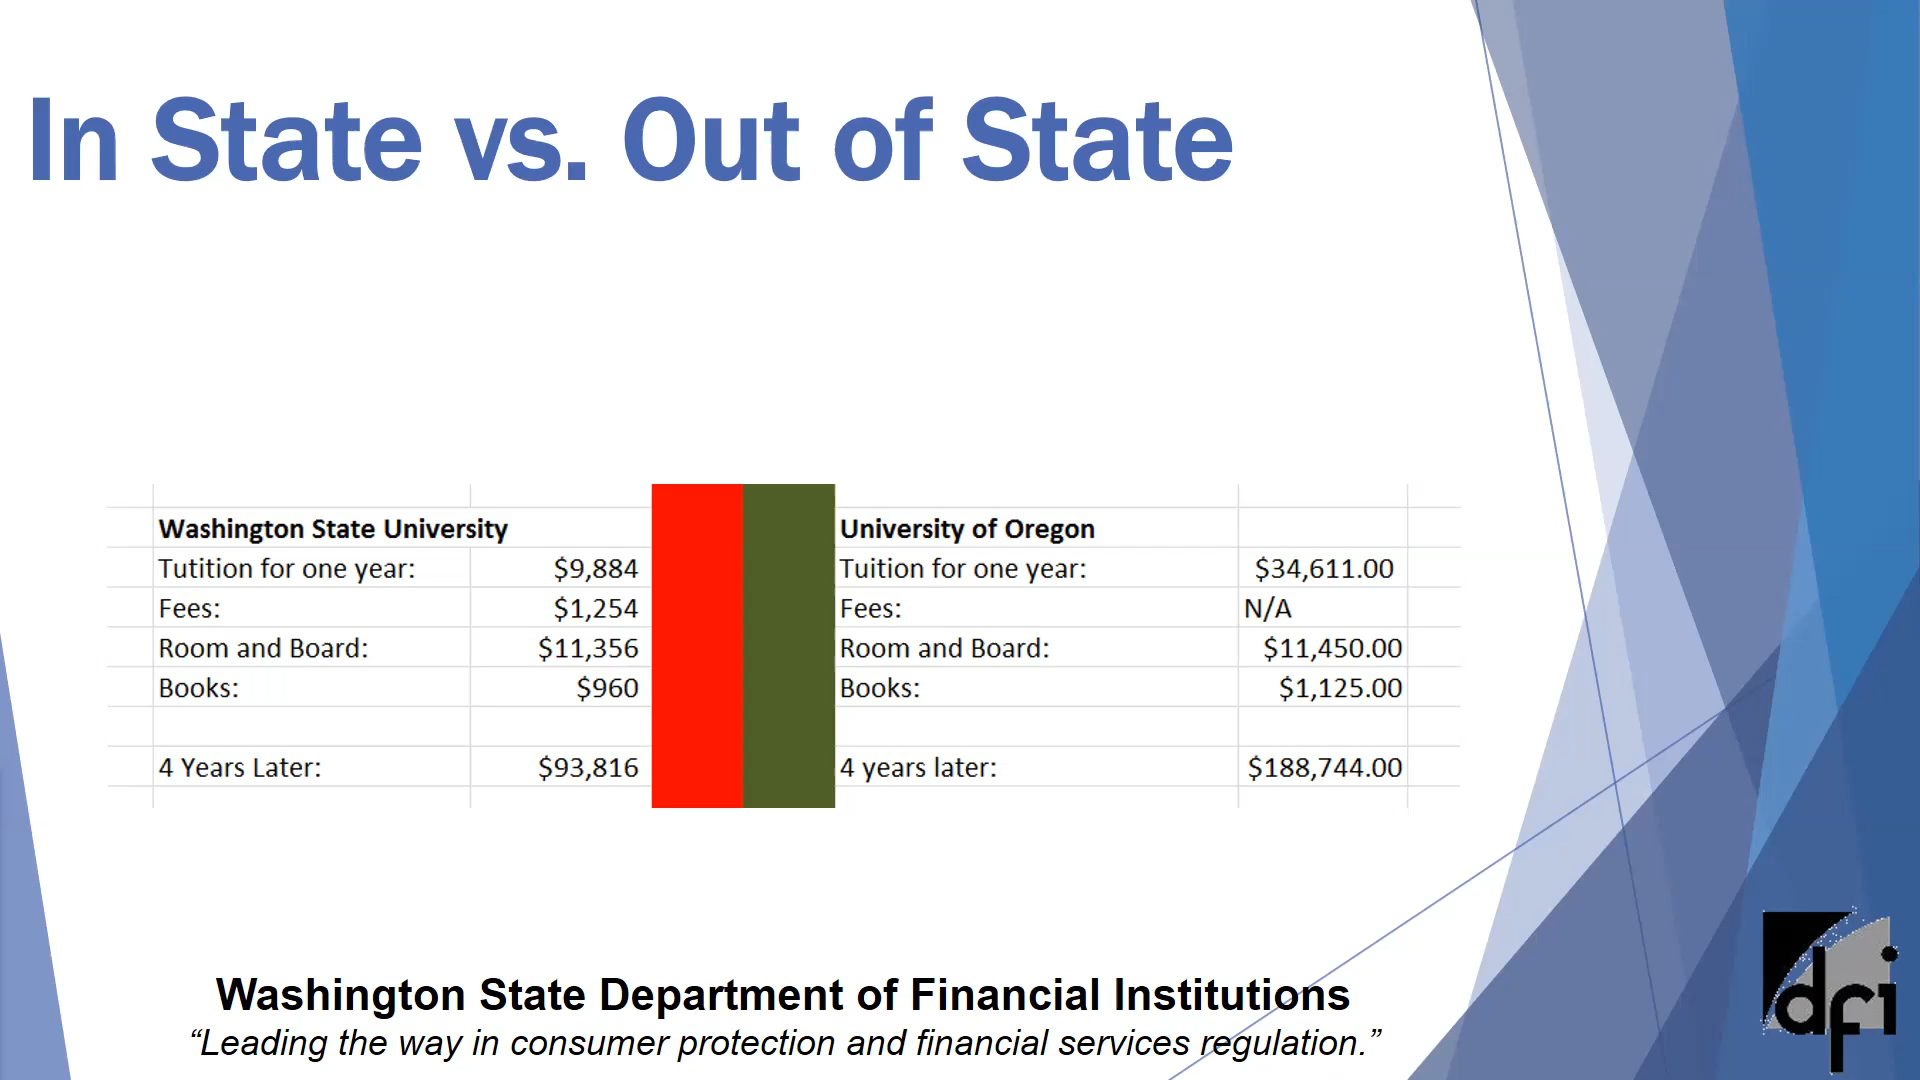 In State vs. Out of State
Washington State University
Tutition for one year: $9,884
Fees: $1,254
Room and Board: $11,356
Books: $960
4 Years Later: $93,816
University of Oregon
Tuition for one year: $34,611.00
Fees: N/A
Room and Board: $11,450.00
Books: $1,125.00
4 years later: $188,744.00
Washington State Department of Financial Institutions
“Leading the way in consumer protection and financial services regulation.”
dfi